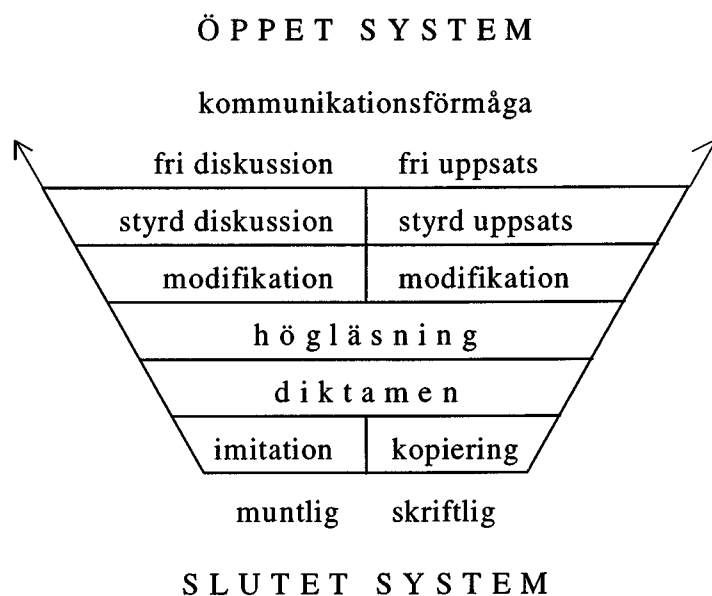 ÖPPET SYSTEM
kommunikationsförmåga
fri diskussion fri uppsats
styrd diskussion styrd uppsats
modifikation modifikation
högläsning
diktamen
imitation kopiering
muntlig skriftlig
SLUTET SYSTEM